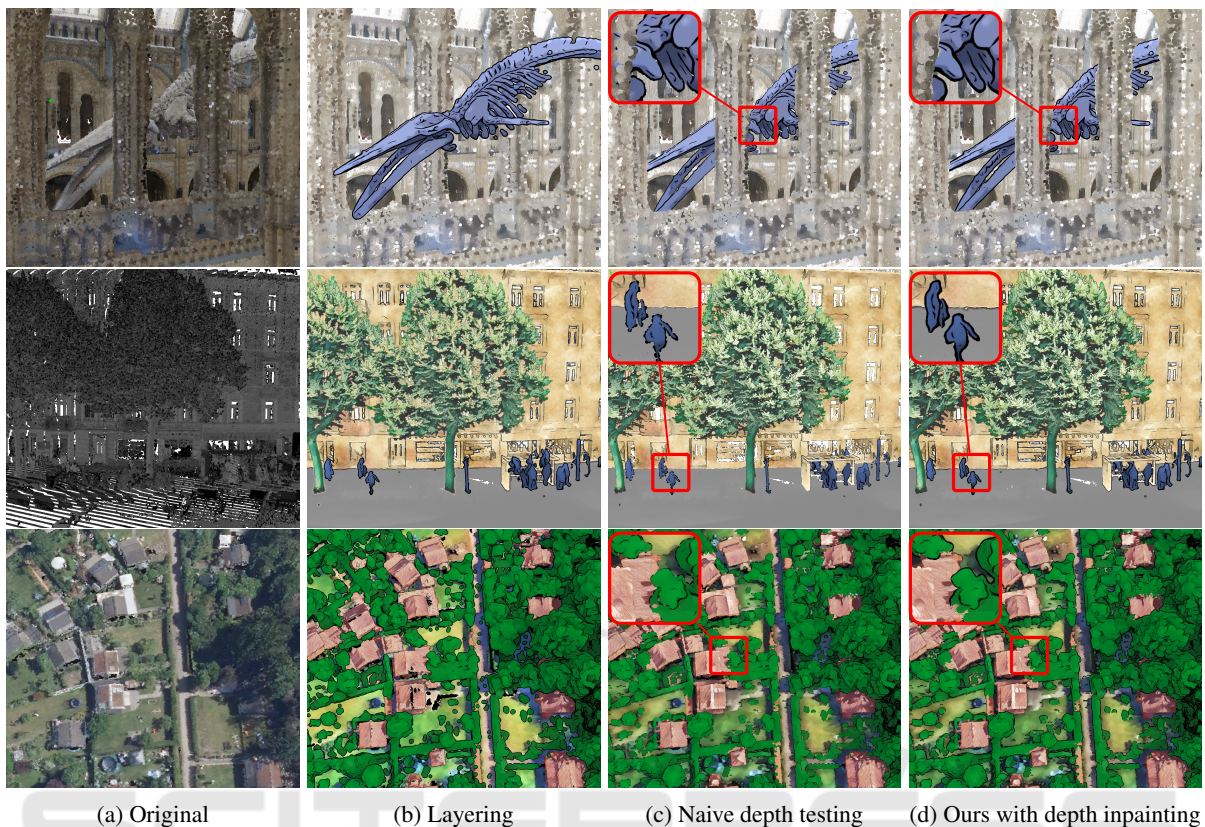 (a) Original
(b) Layering
(c) Naive depth testing
(d) Ours with depth inpainting